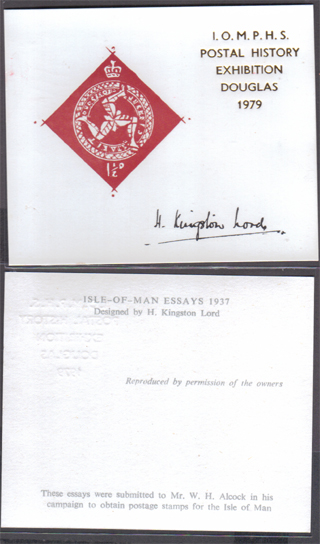 I.O.M.P.H.S.
POSTAL HISTORY
EXHIBITION
DOUGLAS
1979
1½D
H. Kingston Lord
ISLE-OF-MAN ESSAYS 1937
Designed by H. Kingston Lord
Reproduced by permission of the owners
These essays were submitted to Mr. W. H. Alcock in his
campaign to obtain postage stamps for the Isle of Man